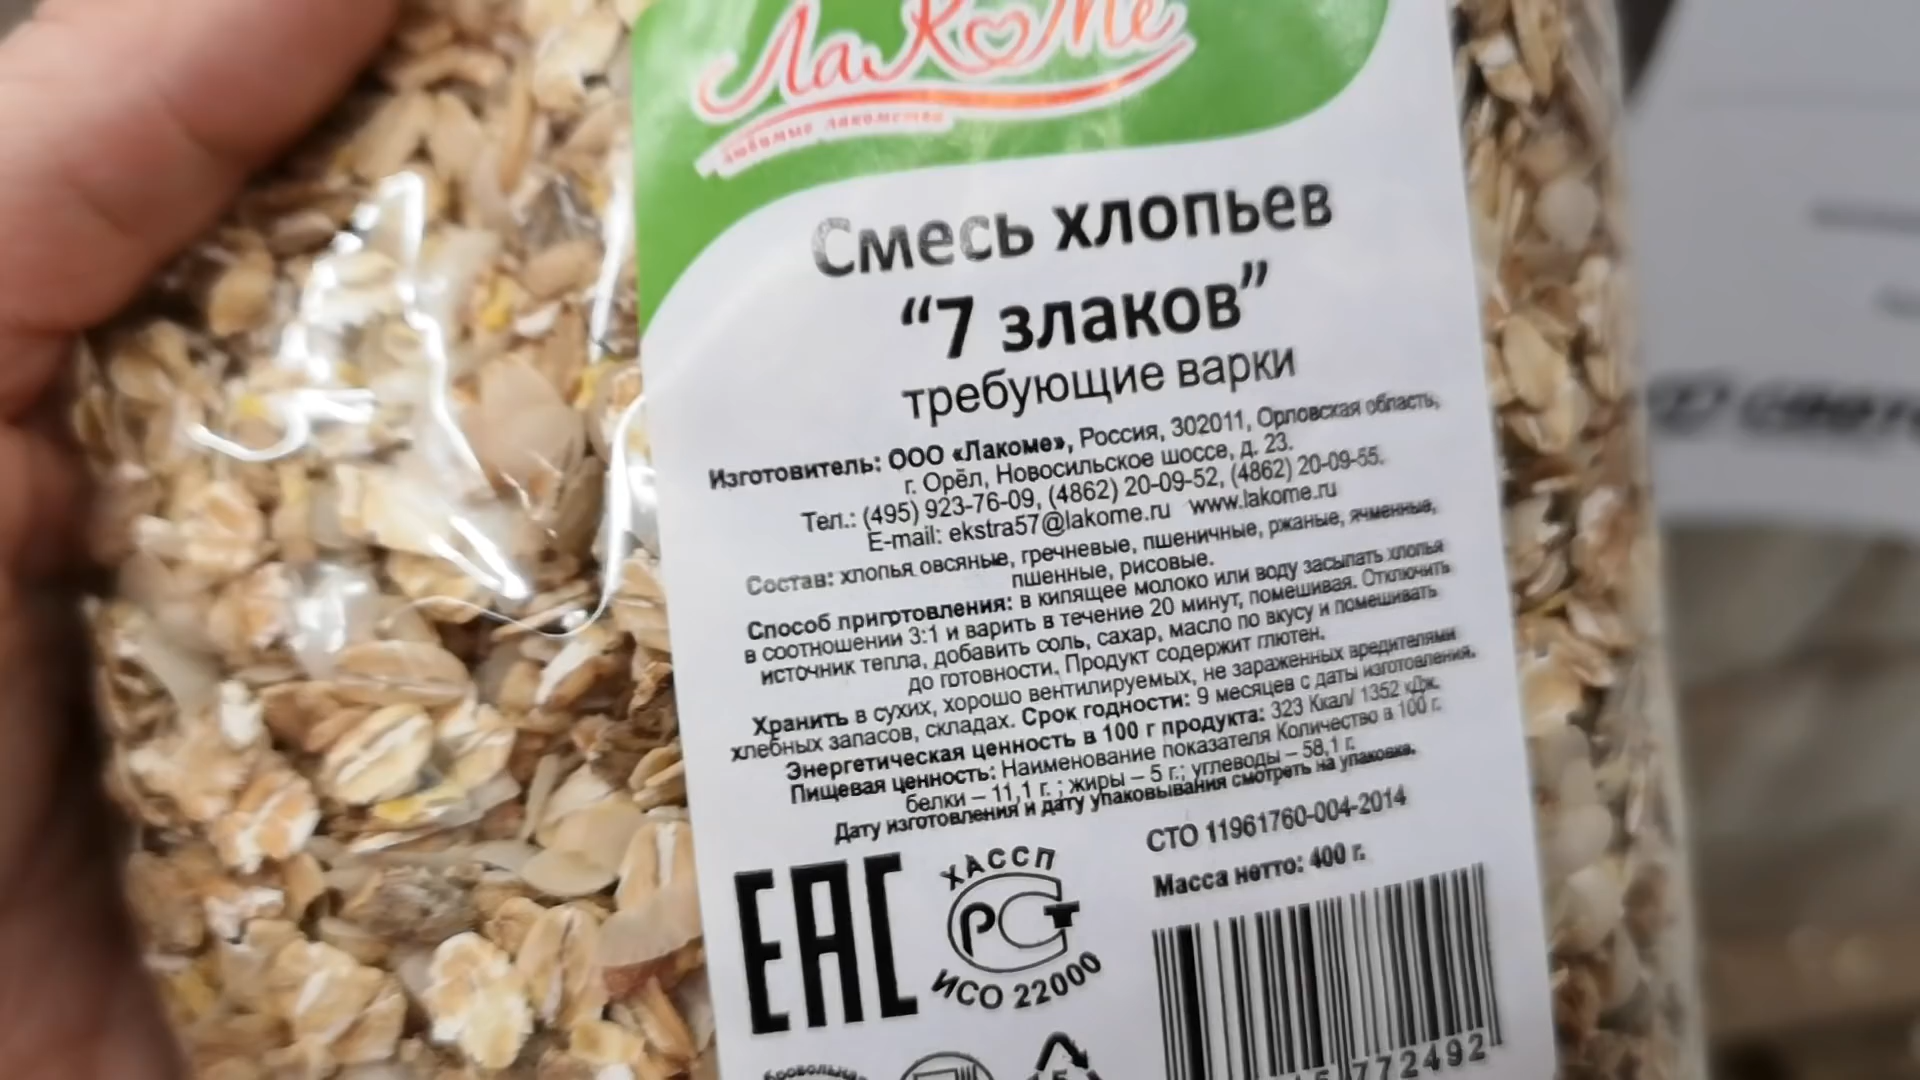 ЛаКоМе
любимые лакомства
Смесь хлопьев
“7 злаков”
требующие варки
Изготовитель: ООО «Лакоме», Россия, 302011, Орловская область,
г. Орёл, Новосильское шоссе, д. 23.
Тел.: (495) 923-76-09, (4862) 20-09-52, (4862) 20-09-55.
E-mail: ekstra57@lakome.ru www.lakome.ru
Состав: хлопья овсяные, гречневые, пшеничные, ржаные, ячменные,
пшенные, рисовые.
Способ приготовления: в кипящее молоко или воду засыпать хлопья
в соотношении 3:1 и варить в течение 20 минут, помешивая. Отключить
источник тепла, добавить соль, сахар, масло по вкусу и помешивать
до готовности. Продукт содержит глютен.
Хранить в сухих, хорошо вентилируемых, не зараженных вредителями
хлебных запасов, складах. Срок годности: 9 месяцев с даты изготовления.
Энергетическая ценность в 100 г продукта: 323 Ккал/ 1352 кДж.
Пищевая ценность: Наименование показателя Количество в 100 г.
белки – 11,1 г. ; жиры – 5 г.; углеводы – 58,1 г.
Дату изготовления и дату упаковывания смотреть на упаковке.
СТО 11961760-004-2014
Масса нетто: 400 г.
ЕАС
ХАССП
РСТ
ИСО 22000
772492